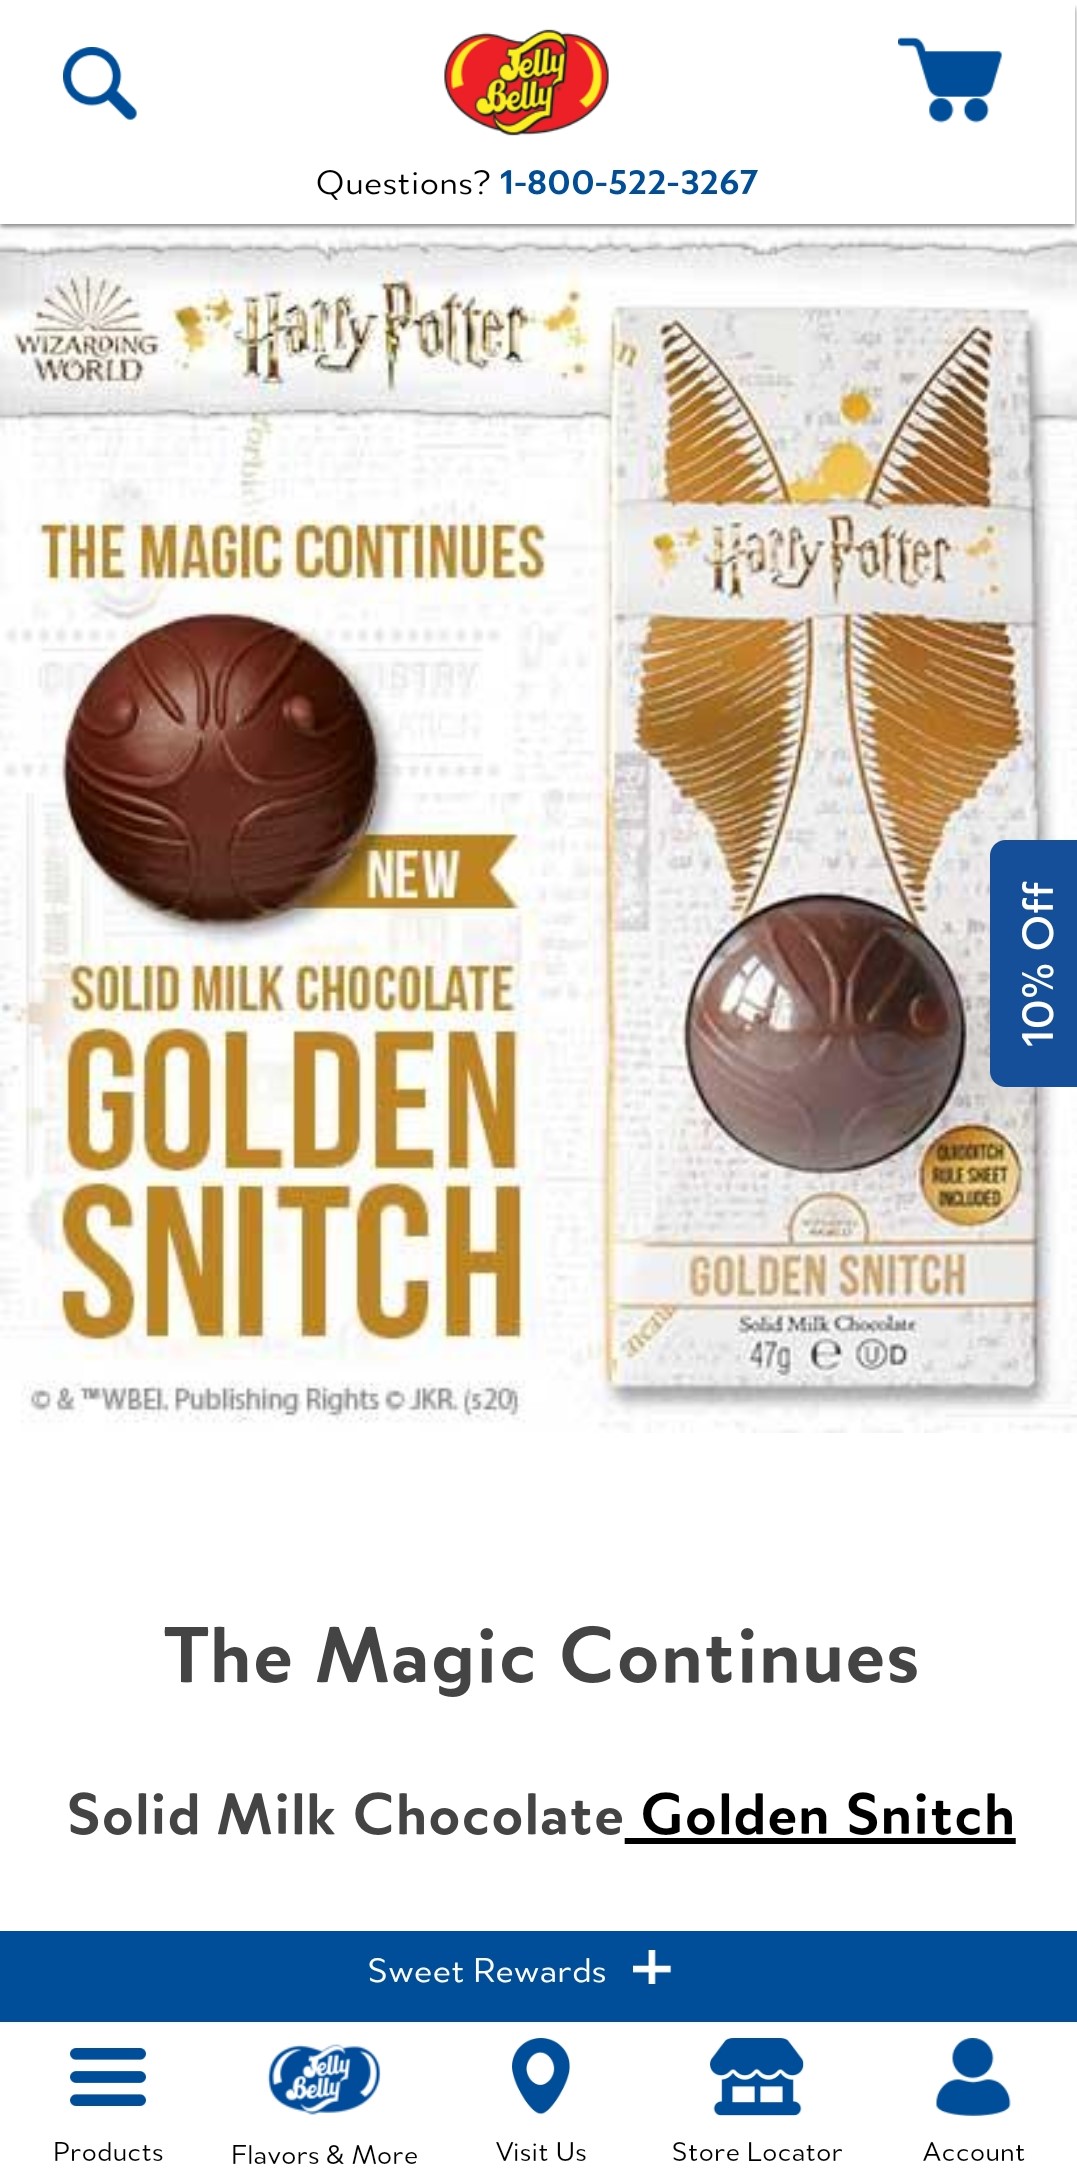 Jelly
Belly
Questions? 1-800-522-3267
WIZARDING
WORLD
Harry Potter
THE MAGIC CONTINUES
NEW
SOLID MILK CHOCOLATE
GOLDEN
SNITCH
© & ™WBEI. Publishing Rights © JKR. (s20)
Harry Potter
QUIDDITCH
RULE SHEET
INCLUDED
WIZARDING
WORLD
GOLDEN SNITCH
Solid Milk Chocolate
47g ℮ ⓊD
10% Off
The Magic Continues
Solid Milk Chocolate Golden Snitch
Sweet Rewards +
Products
Jelly
Belly
Flavors & More
Visit Us
Store Locator
Account